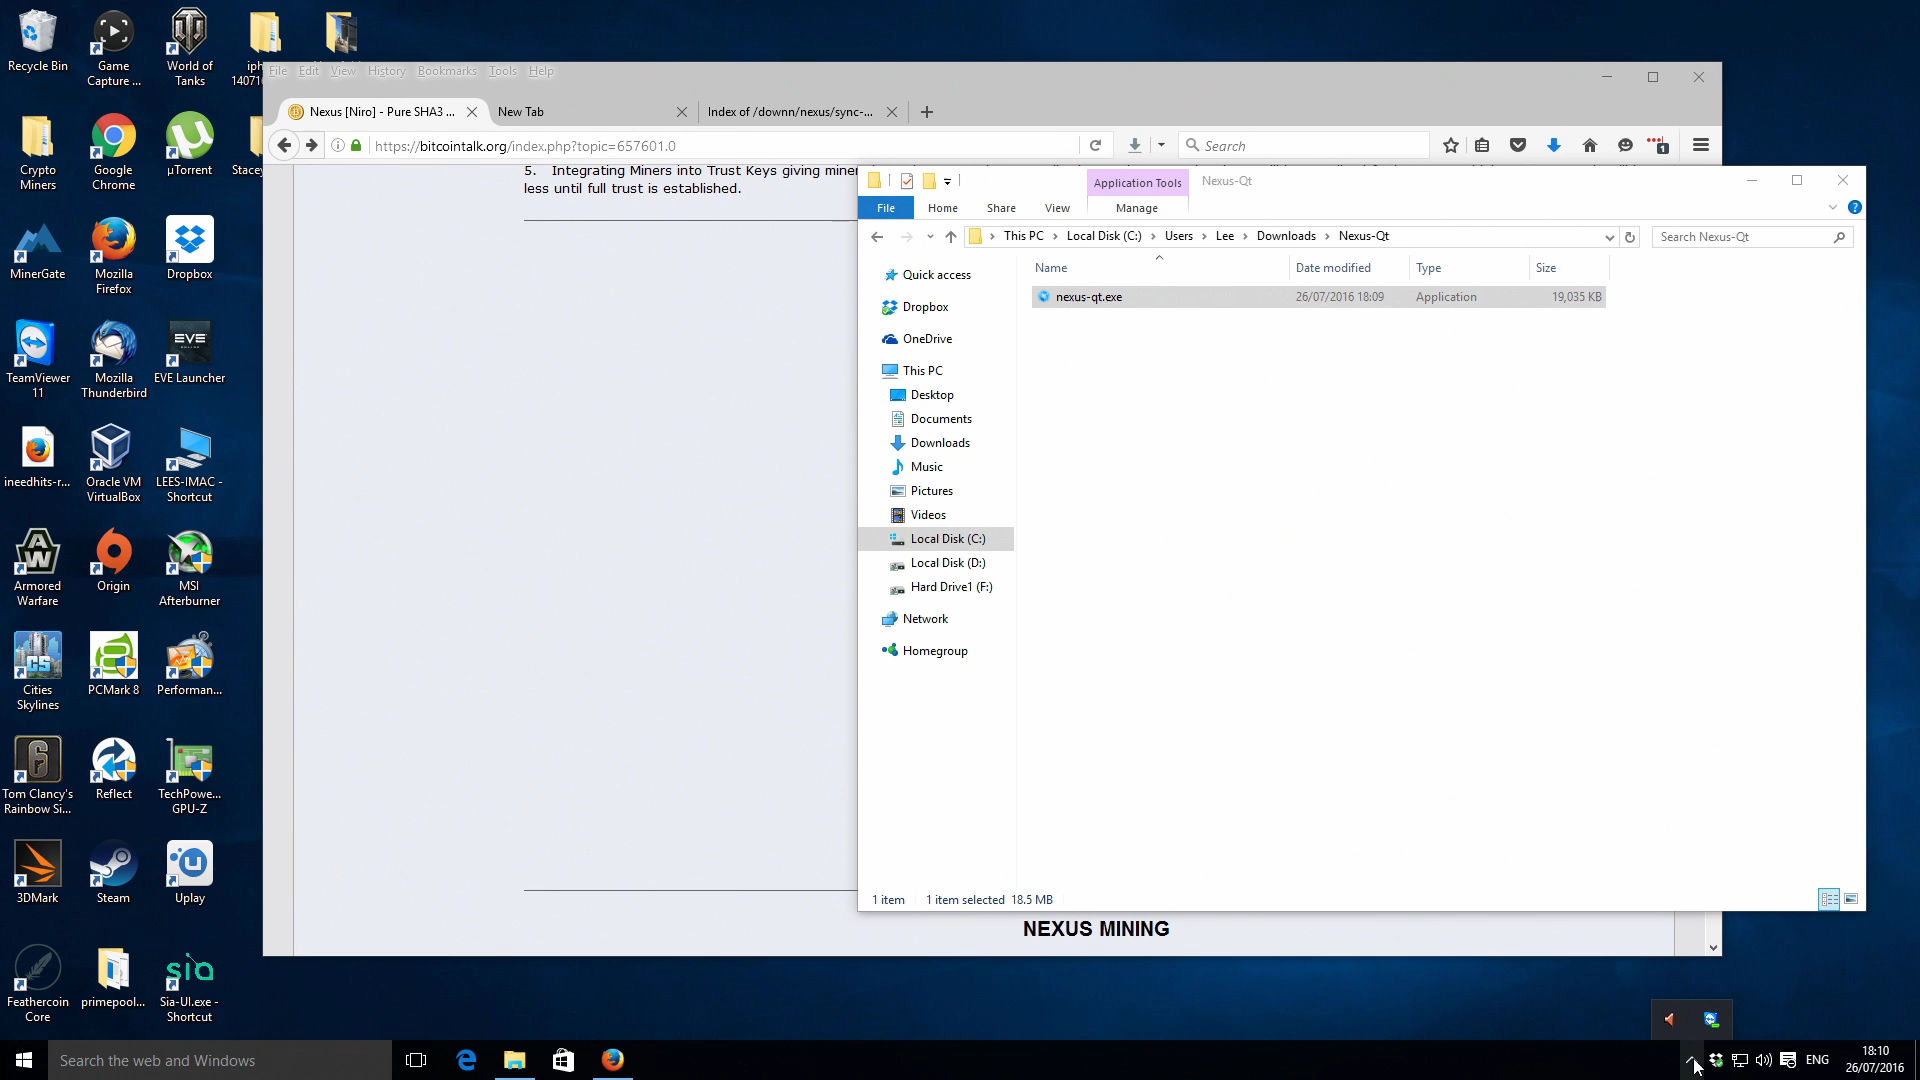 Recycle Bin
Game
Capture ...
World of
Tanks
iph
14071
Crypto
Miners
Google
Chrome
µTorrent
Stacey
MinerGate
Mozilla
Firefox
Dropbox
TeamViewer
11
Mozilla
Thunderbird
EVE
EVE Launcher
ineedhits-r...
Oracle VM
VirtualBox
LEES-IMAC -
Shortcut
AW
Armored
Warfare
Origin
MSI
Afterburner
CS
Cities
Skylines
PCMark 8
Performan...
6
Tom Clancy's
Rainbow Si...
Reflect
TechPowe...
GPU-Z
3DMark
Steam
Uplay
Feathercoin
Core
primepool...
sia
Sia-UI.exe -
Shortcut
File Edit View History Bookmarks Tools Help
Nexus [Niro] - Pure SHA3 ...
New Tab
Index of /downn/nexus/sync-...
https://bitcointalk.org/index.php?topic=657601.0
Search
1
5. Integrating Miners into Trust Keys giving miner
less until full trust is established.
NEXUS MINING
Application Tools
Nexus-Qt
File Home Share View Manage
This PC Local Disk (C:) Users Lee Downloads Nexus-Qt
Search Nexus-Qt
Quick access
Dropbox
OneDrive
This PC
Desktop
Documents
Downloads
Music
Pictures
Videos
Local Disk (C:)
Local Disk (D:)
Hard Drive1 (F:)
Network
Homegroup
Name Date modified Type Size
nexus-qt.exe 26/07/2016 18:09 Application 19,035 KB
1 item 1 item selected 18.5 MB
Search the web and Windows
ENG
18:10
26/07/2016